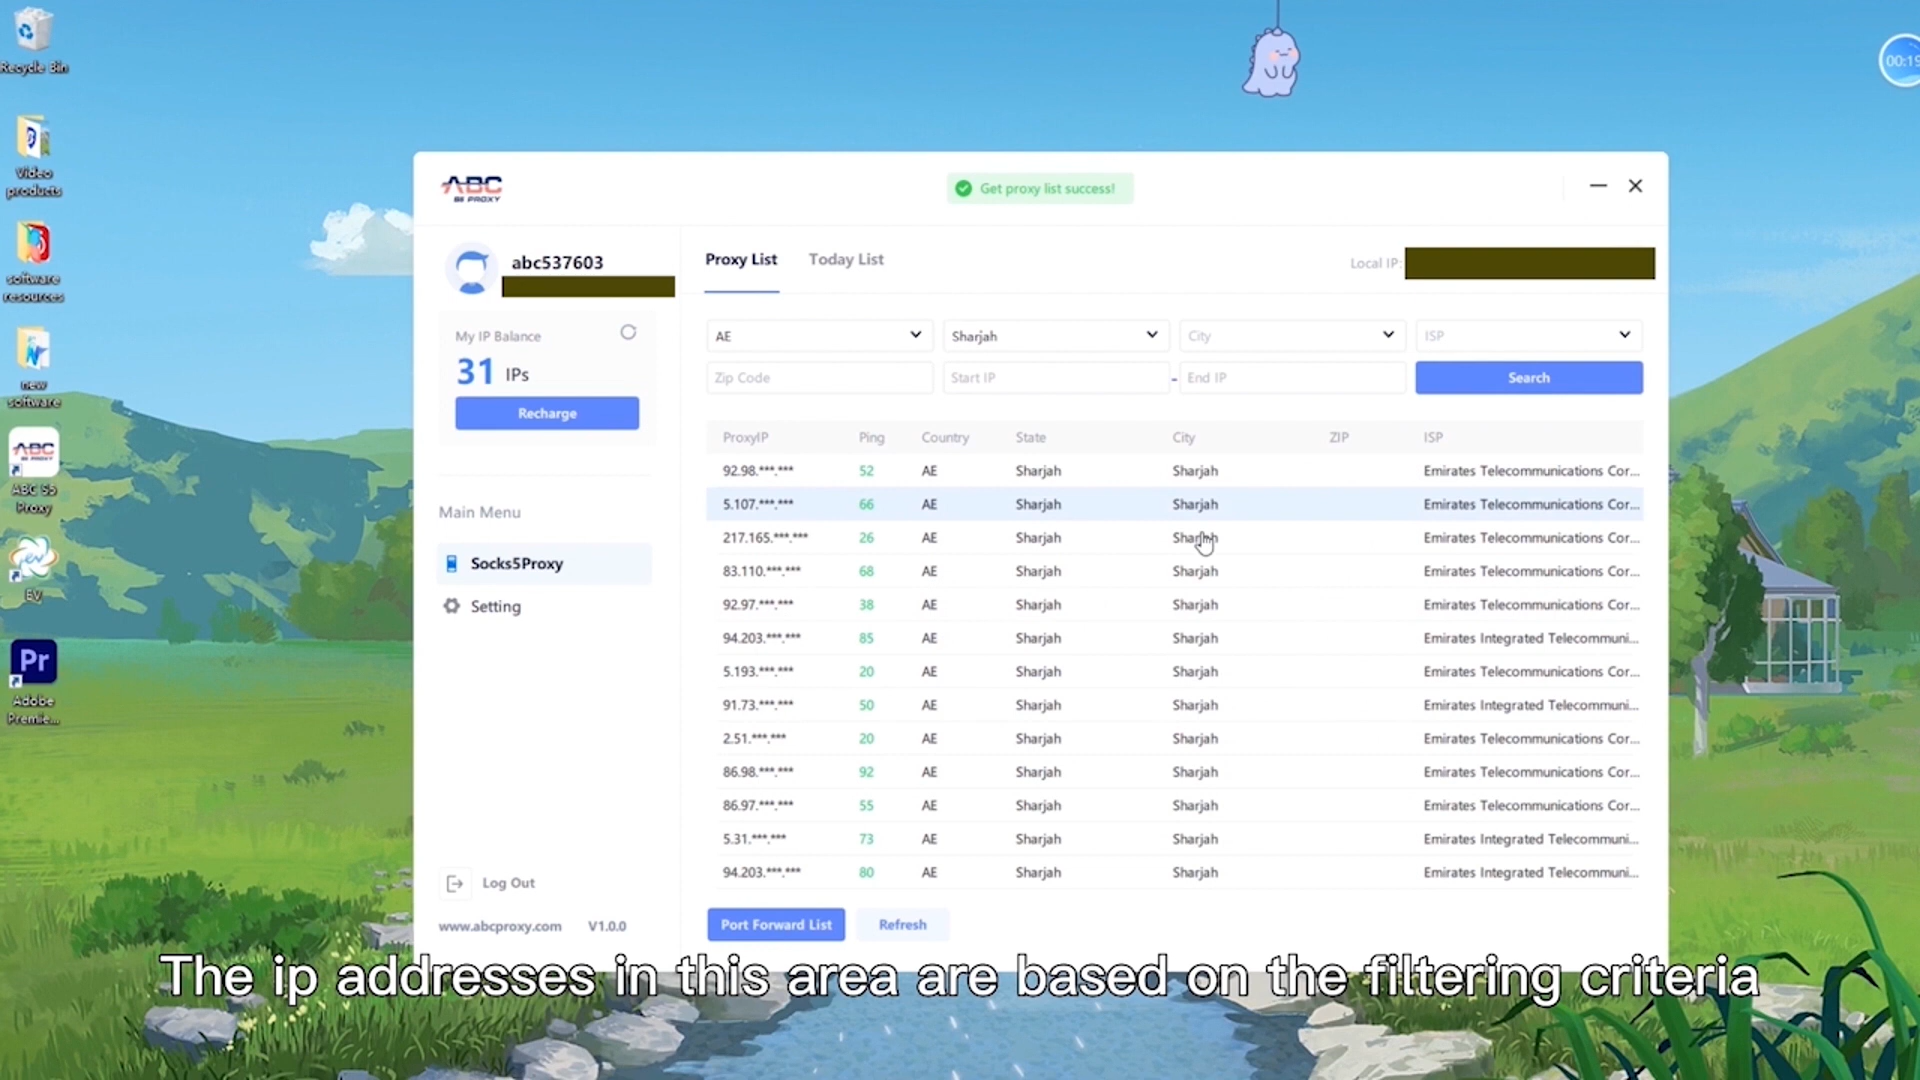 Recycle Bin
00:19
Video
products
software
resources
new
software
ABC S5
Proxy
EV
Pr
Adobe
Premie...
ABC
S5 PROXY
Get proxy list success!
abc537603
My IP Balance
31 IPs
Recharge
Main Menu
Socks5Proxy
Setting
Log Out
www.abcproxy.com V1.0.0
Proxy List Today List Local IP:
AE Sharjah City ISP
Zip Code Start IP - End IP Search
ProxyIP Ping Country State City ZIP ISP
92.98.***.*** 52 AE Sharjah Sharjah Emirates Telecommunications Cor...
5.107.***.*** 66 AE Sharjah Sharjah Emirates Telecommunications Cor...
217.165.***.*** 26 AE Sharjah Sharjah Emirates Telecommunications Cor...
83.110.***.*** 68 AE Sharjah Sharjah Emirates Telecommunications Cor...
92.97.***.*** 38 AE Sharjah Sharjah Emirates Telecommunications Cor...
94.203.***.*** 85 AE Sharjah Sharjah Emirates Integrated Telecommuni...
5.193.***.*** 20 AE Sharjah Sharjah Emirates Telecommunications Cor...
91.73.***.*** 50 AE Sharjah Sharjah Emirates Integrated Telecommuni...
2.51.***.*** 20 AE Sharjah Sharjah Emirates Telecommunications Cor...
86.98.***.*** 92 AE Sharjah Sharjah Emirates Telecommunications Cor...
86.97.***.*** 55 AE Sharjah Sharjah Emirates Telecommunications Cor...
5.31.***.*** 73 AE Sharjah Sharjah Emirates Integrated Telecommuni...
94.203.***.*** 80 AE Sharjah Sharjah Emirates Integrated Telecommuni...
Port Forward List Refresh
The ip addresses in this area are based on the filtering criteria